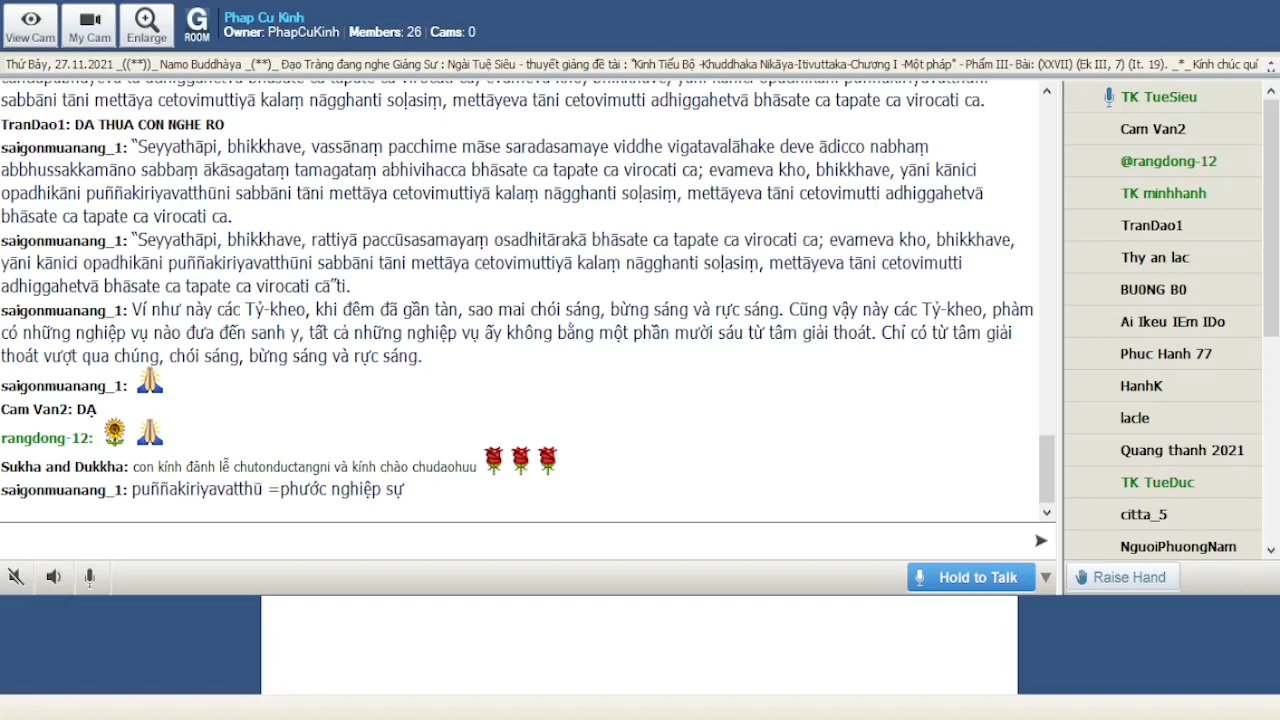 View Cam
My Cam
Enlarge
G ROOM
Phap Cu Kinh
Owner: PhapCuKinh | Members: 26 | Cams: 0
Thứ Bảy, 27.11.2021 _((**))_ Namo Buddhàya _(**)_ Đạo Tràng đang nghe Giảng Sư : Ngài Tuệ Siêu - thuyết giảng đề tài : "Kinh Tiểu Bộ -Khuddhaka Nikāya-Itivuttaka-Chương I -Một pháp" - Phẩm III- Bài: (XXVII) (Ek III, 7) (It. 19). _*_ Kính chúc quí
sabbāni tāni mettāya cetovimuttiyā kalaṃ nāgghanti soḷasiṃ, mettāyeva tāni cetovimutti adhiggahetvā bhāsate ca tapate ca virocati ca.
TranDao1: DA THUA CON NGHE RO
saigonmuanang_1: “Seyyathāpi, bhikkhave, vassānaṃ pacchime māse saradasamaye viddhe vigatavalāhake deve ādicco nabhaṃ
abbhussakkamāno sabbaṃ ākāsagataṃ tamagataṃ abhivihacca bhāsate ca tapate ca virocati ca; evameva kho, bhikkhave, yāni kānici
opadhikāni puññakiriyavatthūni sabbāni tāni mettāya cetovimuttiyā kalaṃ nāgghanti soḷasiṃ, mettāyeva tāni cetovimutti adhiggahetvā
bhāsate ca tapate ca virocati ca.
saigonmuanang_1: “Seyyathāpi, bhikkhave, rattiyā paccūsasamayaṃ osadhitārakā bhāsate ca tapate ca virocati ca; evameva kho, bhikkhave,
yāni kānici opadhikāni puññakiriyavatthūni sabbāni tāni mettāya cetovimuttiyā kalaṃ nāgghanti soḷasiṃ, mettāyeva tāni cetovimutti
adhiggahetvā bhāsate ca tapate ca virocati cā”ti.
saigonmuanang_1: Ví như này các Tỷ-kheo, khi đêm đã gần tàn, sao mai chói sáng, bừng sáng và rực sáng. Cũng vậy này các Tỷ-kheo, phàm
có những nghiệp vụ nào đưa đến sanh y, tất cả những nghiệp vụ ấy không bằng một phần mười sáu từ tâm giải thoát. Chỉ có từ tâm giải
thoát vượt qua chúng, chói sáng, bừng sáng và rực sáng.
saigonmuanang_1: 🙏
Cam Van2: DẠ
rangdong-12: 🌻 🙏
Sukha and Dukkha: con kính đảnh lễ chutonductangni và kính chào chudaohuu 🌹🌹🌹
saigonmuanang_1: puññakiriyavatthū =phước nghiệp sự
Hold to Talk
TK TueSieu
Cam Van2
@rangdong-12
TK minhhanh
TranDao1
Thy an lac
BU0NG B0
Ai Ikeu IErn IDo
Phuc Hanh 77
HanhK
lacle
Quang thanh 2021
TK TueDuc
citta_5
NguoiPhuongNam
Raise Hand